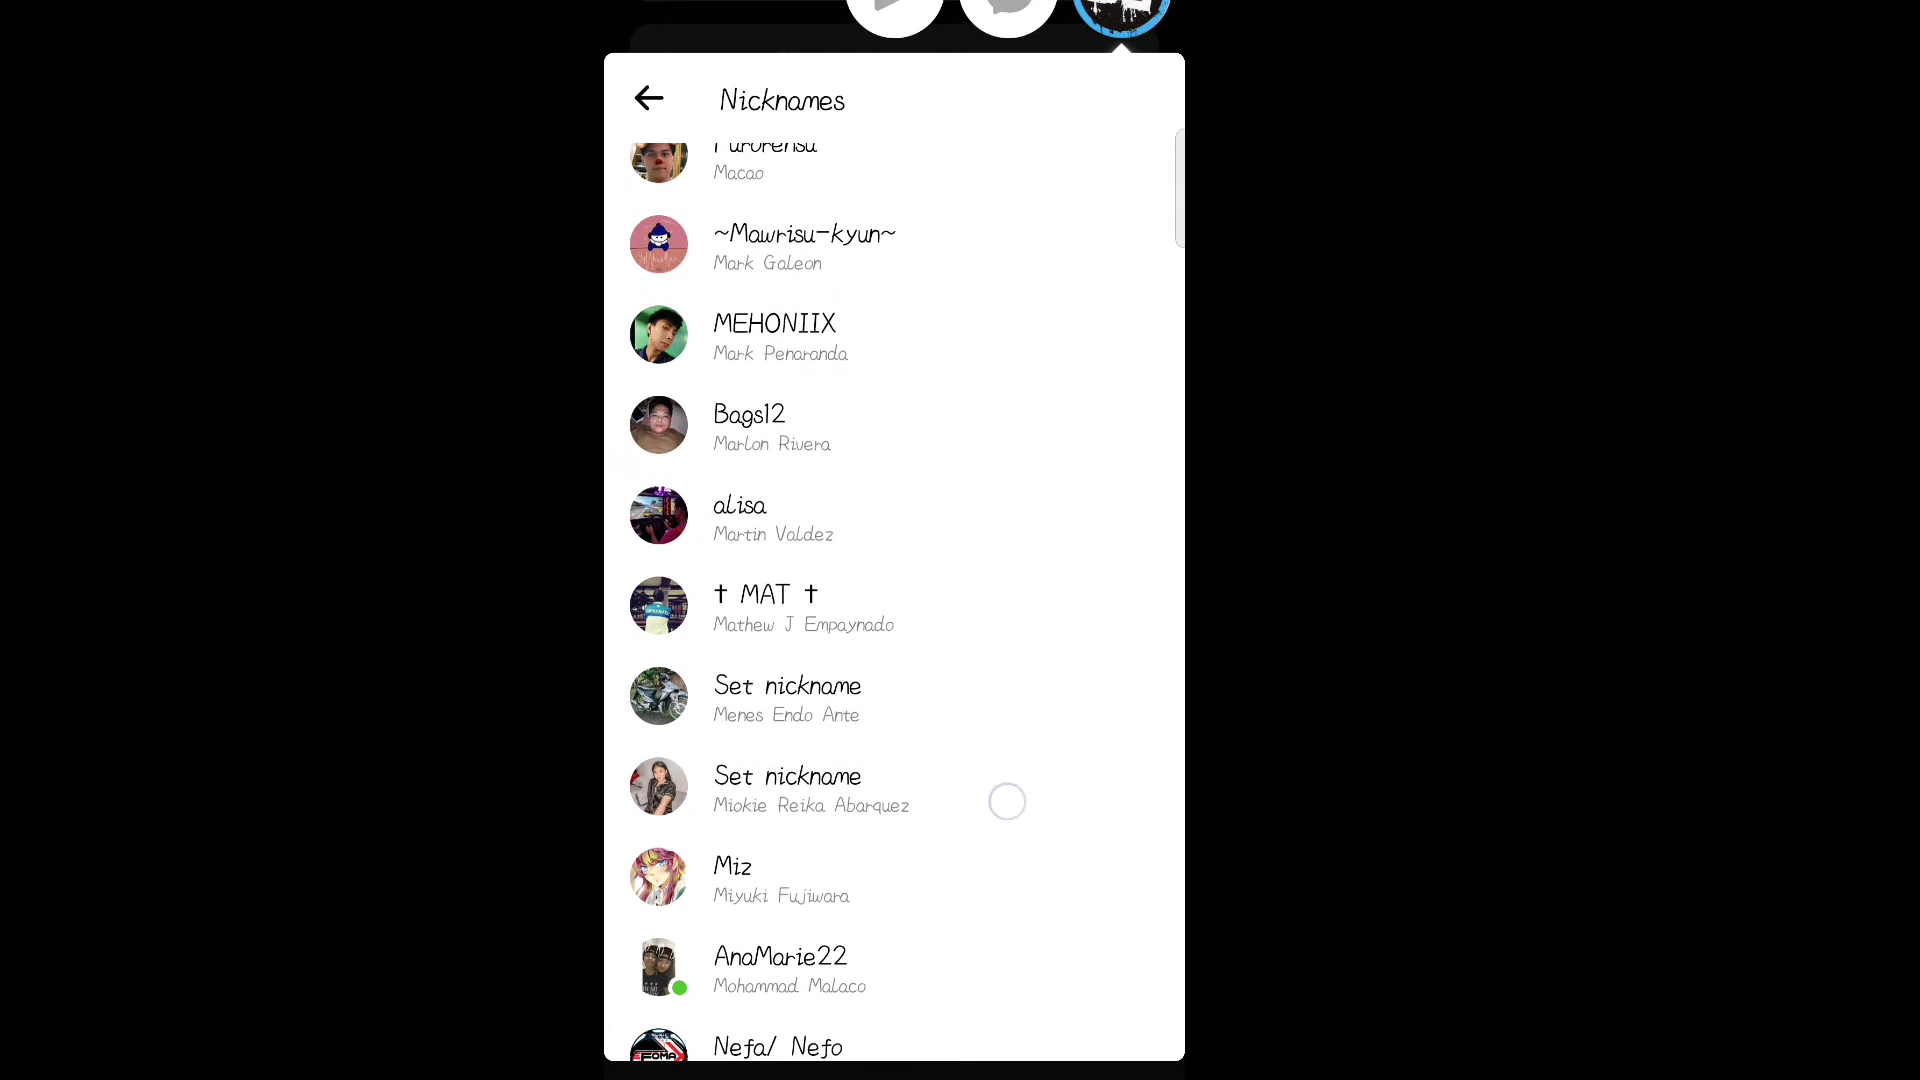 Nicknames
Macao
~Mawrisu-kyun~
Mark Galeon
MEHONIIX
Mark Penaranda
Bags12
Marlon Rivera
alisa
Martin Valdez
† MAT †
Mathew J Empaynado
Set nickname
Menes Endo Ante
Set nickname
Miokie Reika Abarquez
Miz
Miyuki Fujiwara
AnaMarie22
Mohammad Malaco
Nefa/ Nefo
FOMA